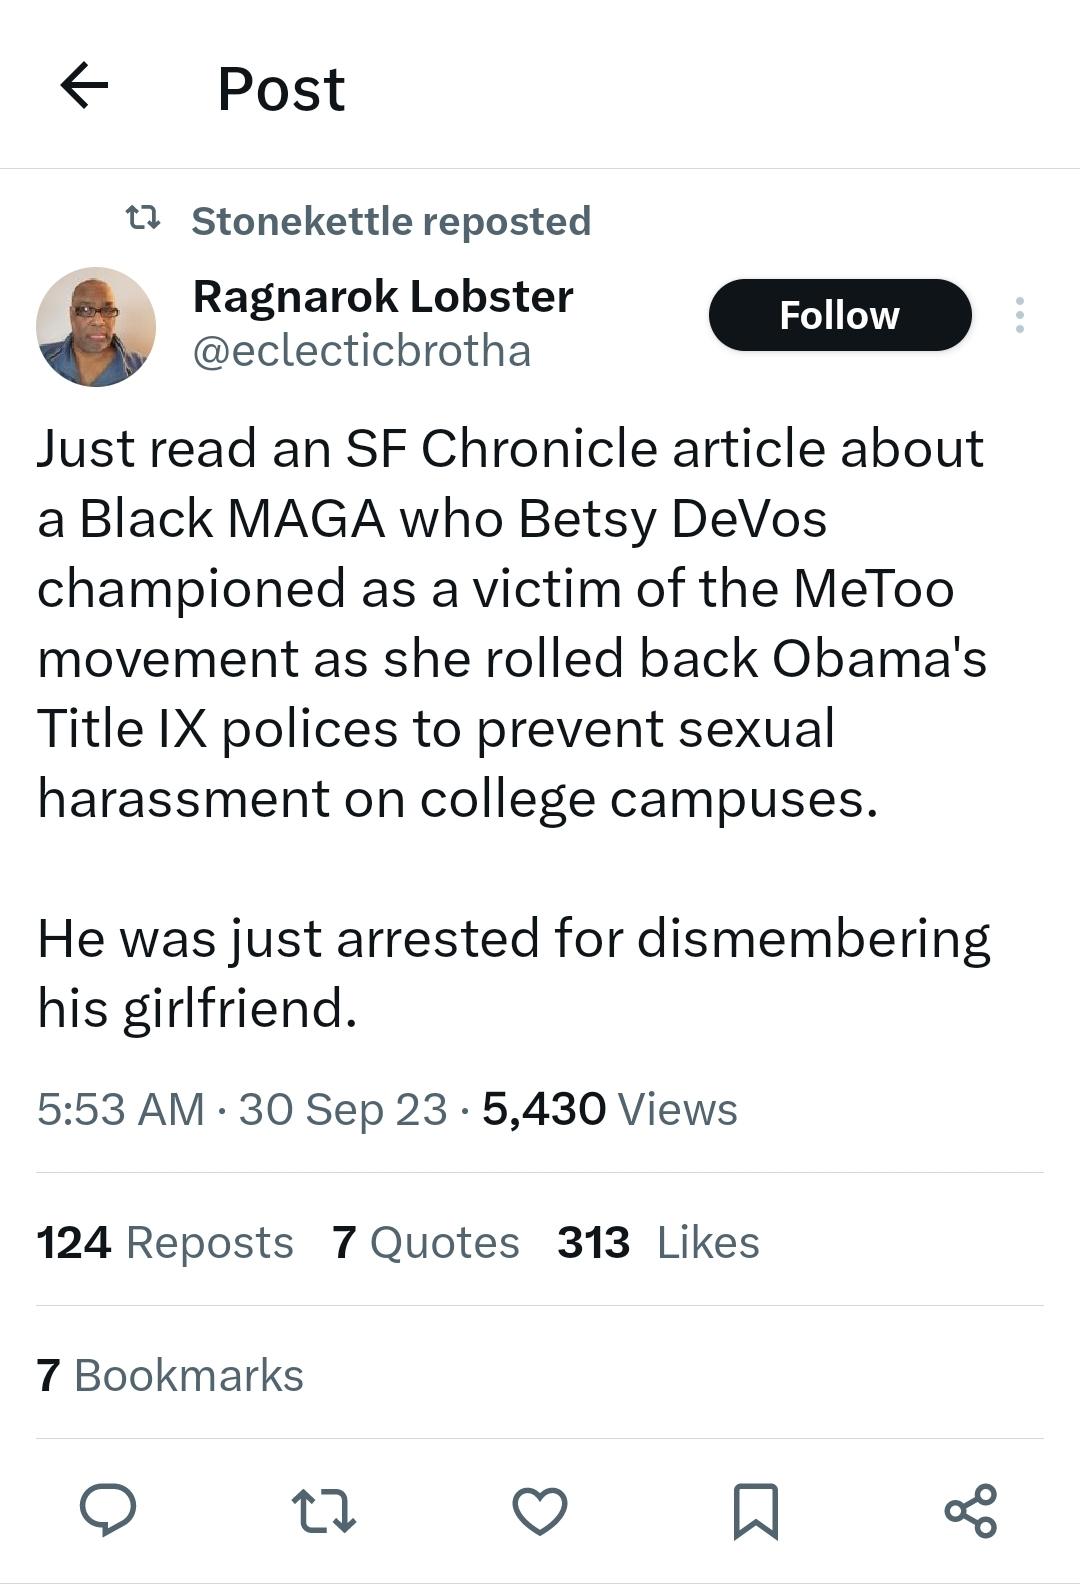 Post
Stonekettle reposted
Ragnarok Lobster
Follow
@eclecticbrotha
Just read an SF Chronicle article about
a Black MAGA who Betsy DeVos
championed as a victim of the MeToo
movement as she rolled back Obama's
Title IX polices to prevent sexual
harassment on college campuses.
He was just arrested for dismembering
his girlfriend.
5:53 AM · 30 Sep 23 · 5,430 Views
124 Reposts 7 Quotes 313 Likes
7 Bookmarks